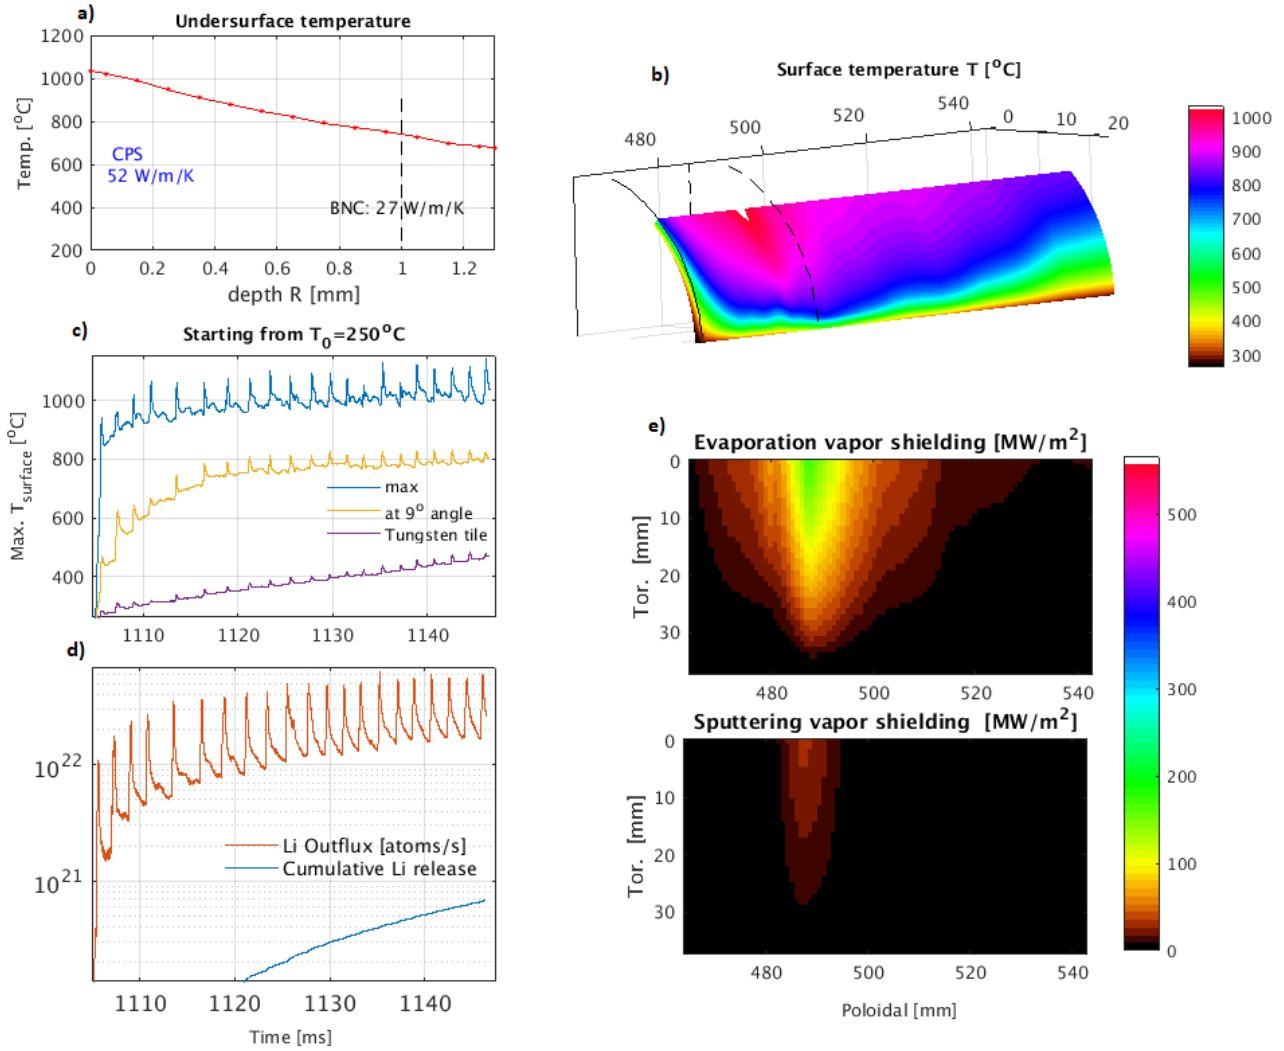 a)
Undersurface temperature
1200
1000
800
600
400
200
Temp. [°C]
CPS
52 W/m/K
BNC: 27 W/m/K
0 0.2 0.4 0.6 0.8 1 1.2
depth R [mm]
b)
Surface temperature T [°C]
480 500 520 540 0 10 20
1000
900
800
700
600
500
400
300
c)
Starting from T₀=250°C
1000
800
600
400
Max. T_surface [°C]
max
at 9° angle
Tungsten tile
1110 1120 1130 1140
d)
10²²
10²¹
Li Outflux [atoms/s]
Cumulative Li release
1110 1120 1130 1140
Time [ms]
e)
Evaporation vapor shielding [MW/m²]
0
10
20
30
Tor. [mm]
480 500 520 540
Sputtering vapor shielding [MW/m²]
0
10
20
30
Tor. [mm]
480 500 520 540
Poloidal [mm]
500
400
300
200
100
0